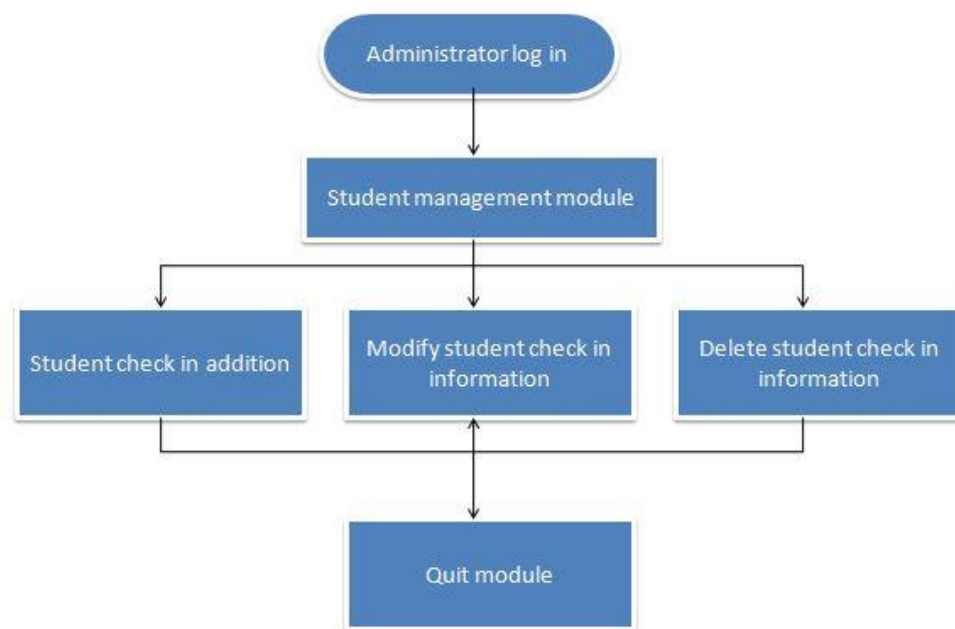 Administrator log in
Student management module
Student check in addition
Modify student check in
information
Delete student check in
information
Quit module